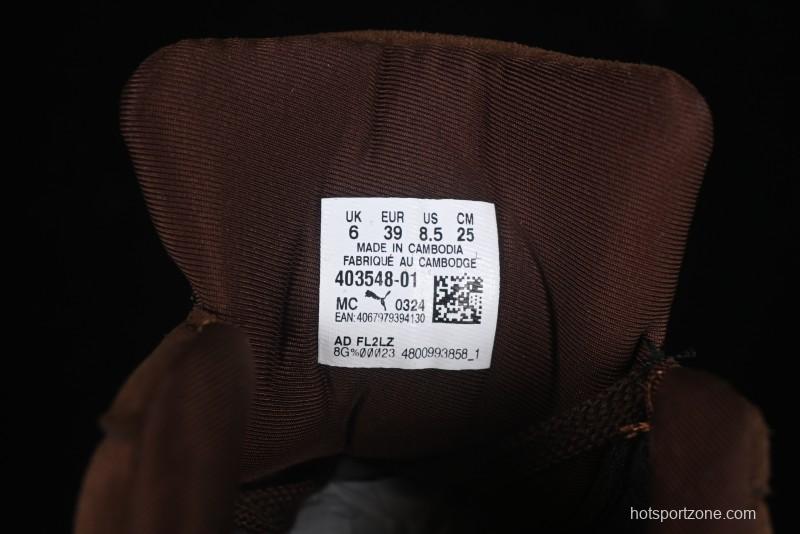 UK EUR US CM
6 39 8.5 25
MADE IN CAMBODIA
FABRIQUÉ AU CAMBODGE
403548-01
MC 0324
EAN:4067979394130
AD FL2LZ
8G%00023 4800993858_1
hotsportzone.com